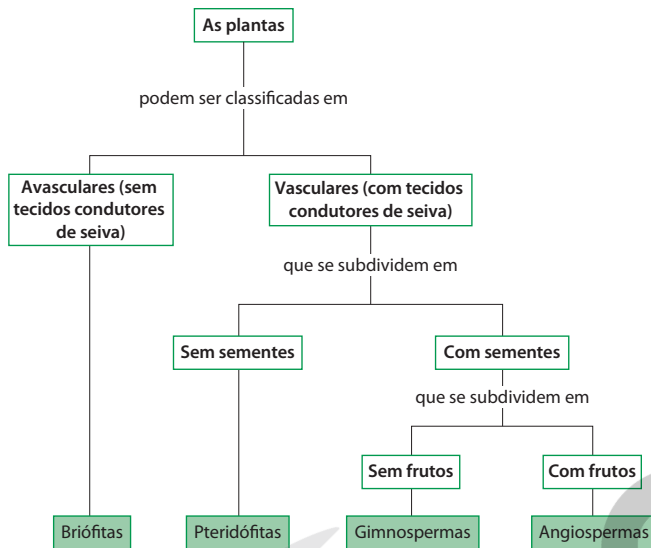 As plantas
podem ser classificadas em
Avasculares (sem
tecidos condutores
de seiva)
Vasculares (com tecidos
condutores de seiva)
que se subdividem em
Sem sementes
Com sementes
que se subdividem em
Sem frutos
Com frutos
Briófitas
Pteridófitas
Gimnospermas
Angiospermas